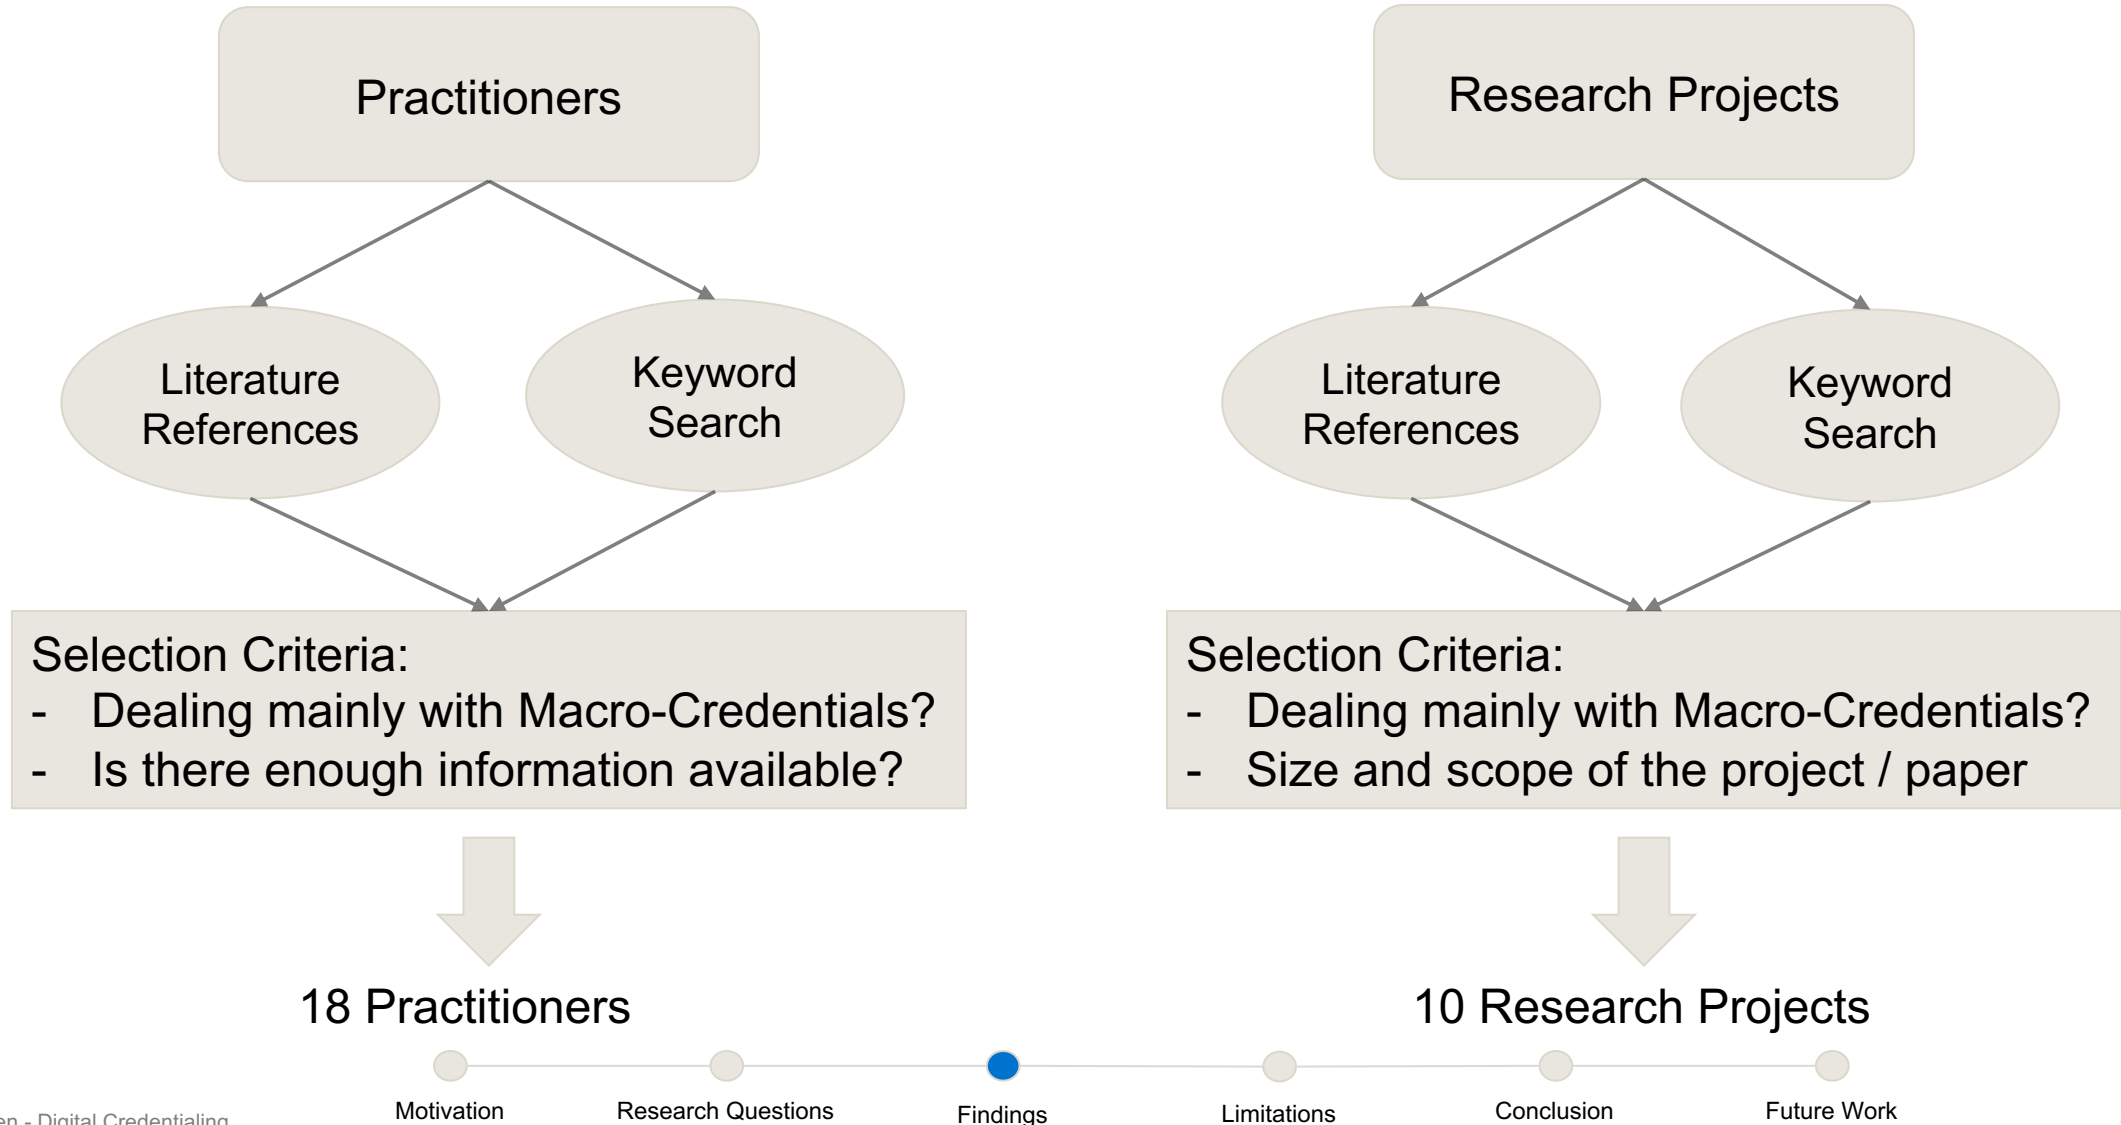 Practitioners
Literature
References
Keyword
Search
Selection Criteria:
- Dealing mainly with Macro-Credentials?
- Is there enough information available?
18 Practitioners
Research Projects
Literature
References
Keyword
Search
Selection Criteria:
- Dealing mainly with Macro-Credentials?
- Size and scope of the project / paper
10 Research Projects
Motivation
Research Questions
Findings
Limitations
Conclusion
Future Work
en - Digital Credentialing